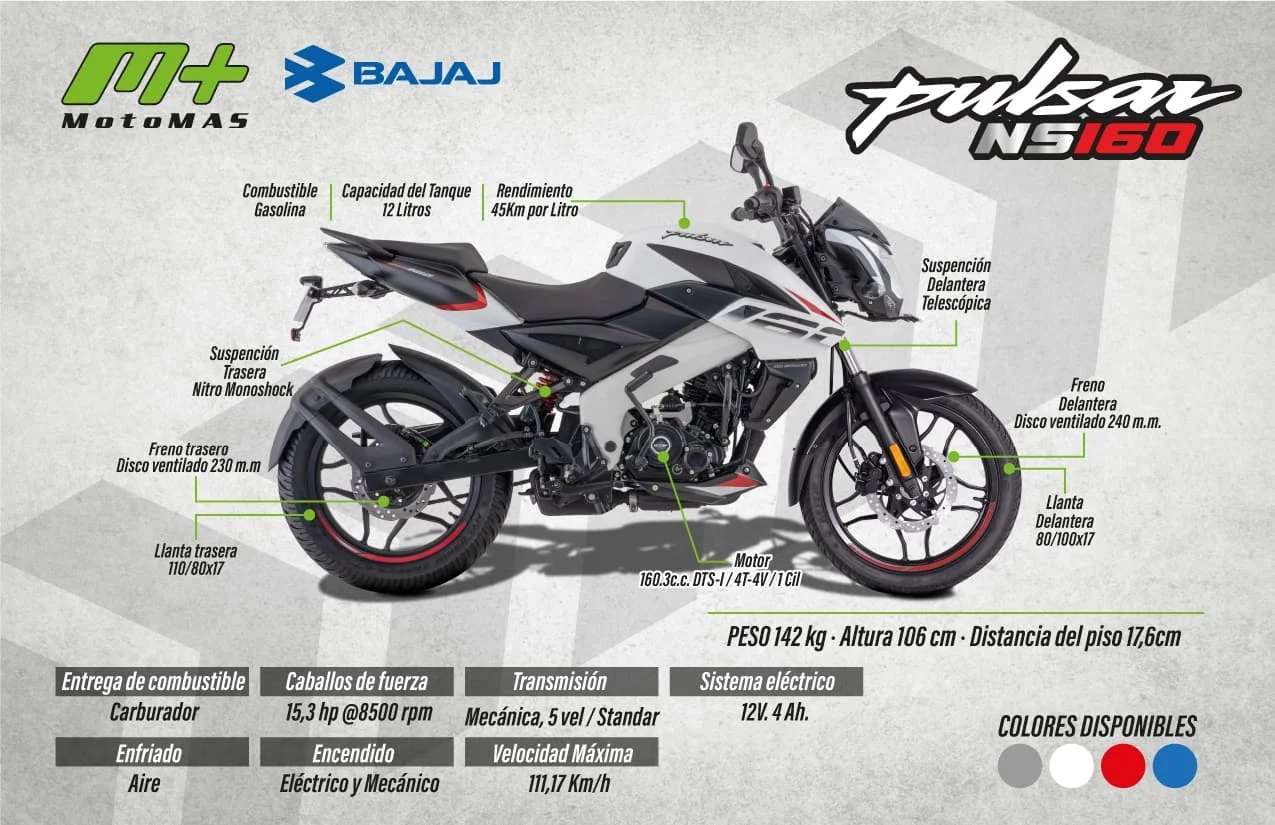 M+
MotoMAS
BAJAJ
pulsar
NS160
Combustible
Gasolina
Capacidad del Tanque
12 Litros
Rendimiento
45Km por Litro
pulsar
Suspención
Delantera
Telescópica
Suspención
Trasera
Nitro Monoshock
Freno
Delantera
Disco ventilado 240 m.m.
Freno trasero
Disco ventilado 230 m.m
Llanta
Delantera
80/100x17
Llanta trasera
110/80x17
Motor
160.3c.c. DTS-I / 4T-4V / 1 Cil
PESO 142 kg · Altura 106 cm · Distancia del piso 17,6cm
Entrega de combustible
Carburador
Caballos de fuerza
15,3 hp @8500 rpm
Transmisión
Mecánica, 5 vel / Standar
Sistema eléctrico
12V. 4 Ah.
Enfriado
Aire
Encendido
Eléctrico y Mecánico
Velocidad Máxima
111,17 Km/h
COLORES DISPONIBLES